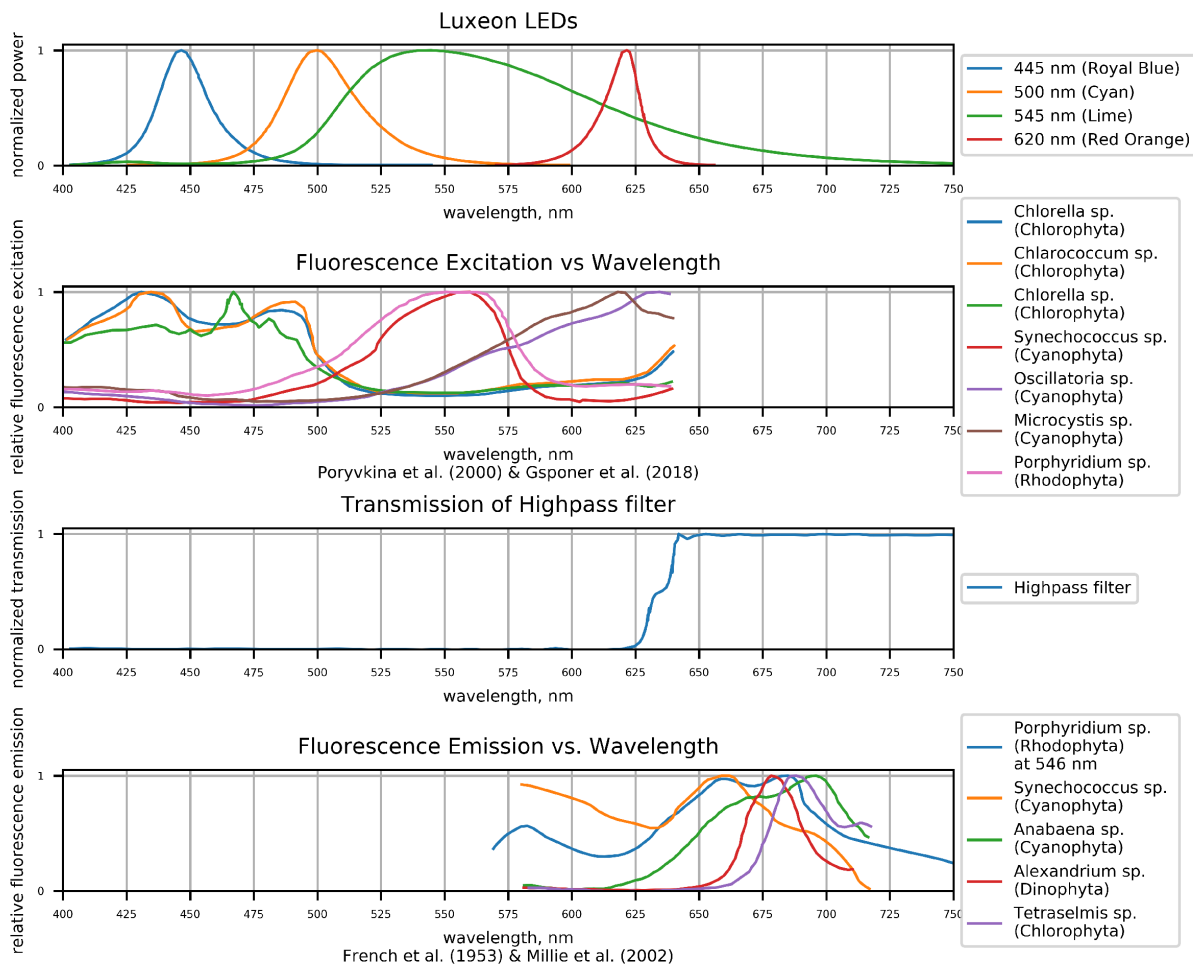 Luxeon LEDs
normalized power
1
0
400 425 450 475 500 525 550 575 600 625 650 675 700 725 750
wavelength, nm
445 nm (Royal Blue)
500 nm (Cyan)
545 nm (Lime)
620 nm (Red Orange)
Fluorescence Excitation vs Wavelength
relative fluorescence excitation
1
0
400 425 450 475 500 525 550 575 600 625 650 675 700 725 750
wavelength, nm
Poryvkina et al. (2000) & Gsponer et al. (2018)
Chlorella sp.
(Chlorophyta)
Chlarococcum sp.
(Chlorophyta)
Chlorella sp.
(Chlorophyta)
Synechococcus sp.
(Cyanophyta)
Oscillatoria sp.
(Cyanophyta)
Microcystis sp.
(Cyanophyta)
Porphyridium sp.
(Rhodophyta)
Transmission of Highpass filter
normalized transmission
1
0
400 425 450 475 500 525 550 575 600 625 650 675 700 725 750
wavelength, nm
Highpass filter
Fluorescence Emission vs. Wavelength
relative fluorescence emission
1
0
400 425 450 475 500 525 550 575 600 625 650 675 700 725 750
wavelength, nm
French et al. (1953) & Millie et al. (2002)
Porphyridium sp.
(Rhodophyta)
at 546 nm
Synechococcus sp.
(Cyanophyta)
Anabaena sp.
(Cyanophyta)
Alexandrium sp.
(Dinophyta)
Tetraselmis sp.
(Chlorophyta)